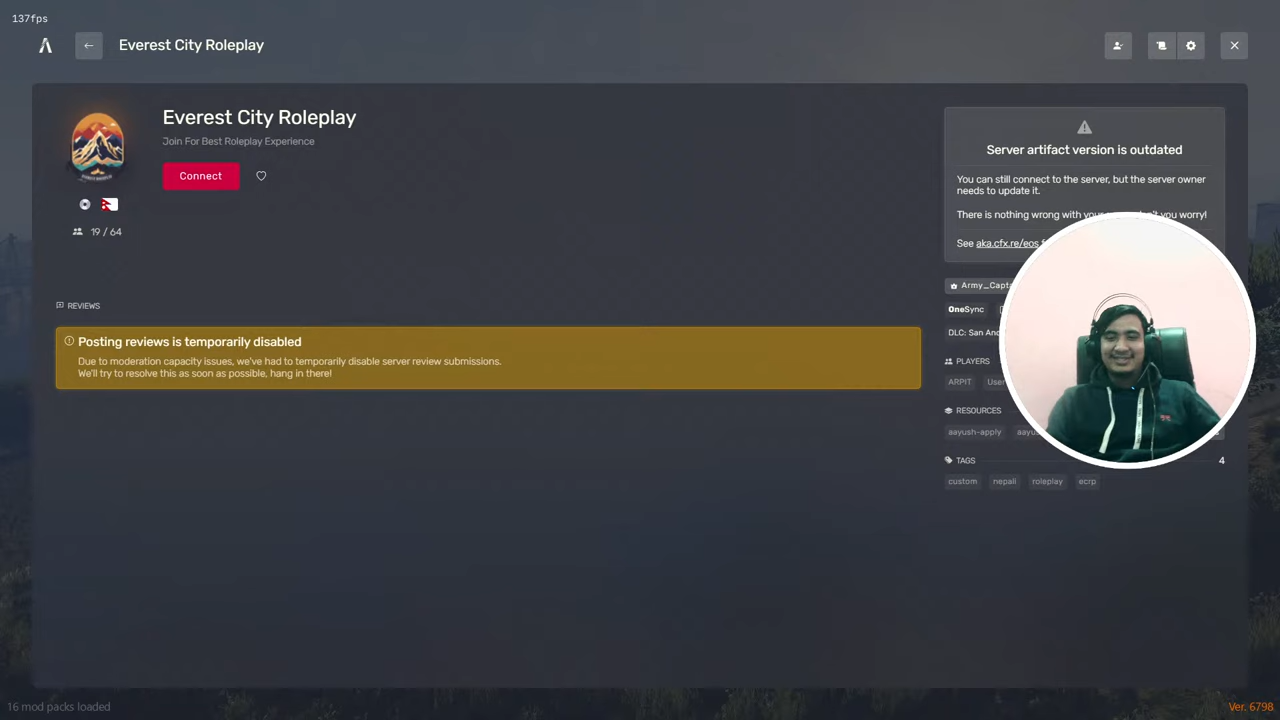 137fps
Everest City Roleplay
Everest City Roleplay
Join For Best Roleplay Experience
Connect
19 / 64
REVIEWS
Posting reviews is temporarily disabled
Due to moderation capacity issues, we've had to temporarily disable server review submissions.
We'll try to resolve this as soon as possible, hang in there!
Server artifact version is outdated
You can still connect to the server, but the server owner
needs to update it.
There is nothing wrong with your you worry!
See aka.cfx.re/eos
OneSync
DLC: San
PLAYERS
ARPIT
RESOURCES
aayush-apply
TAGS 4
custom nepali roleplay ecrp
16 mod packs loaded
Ver. 6798